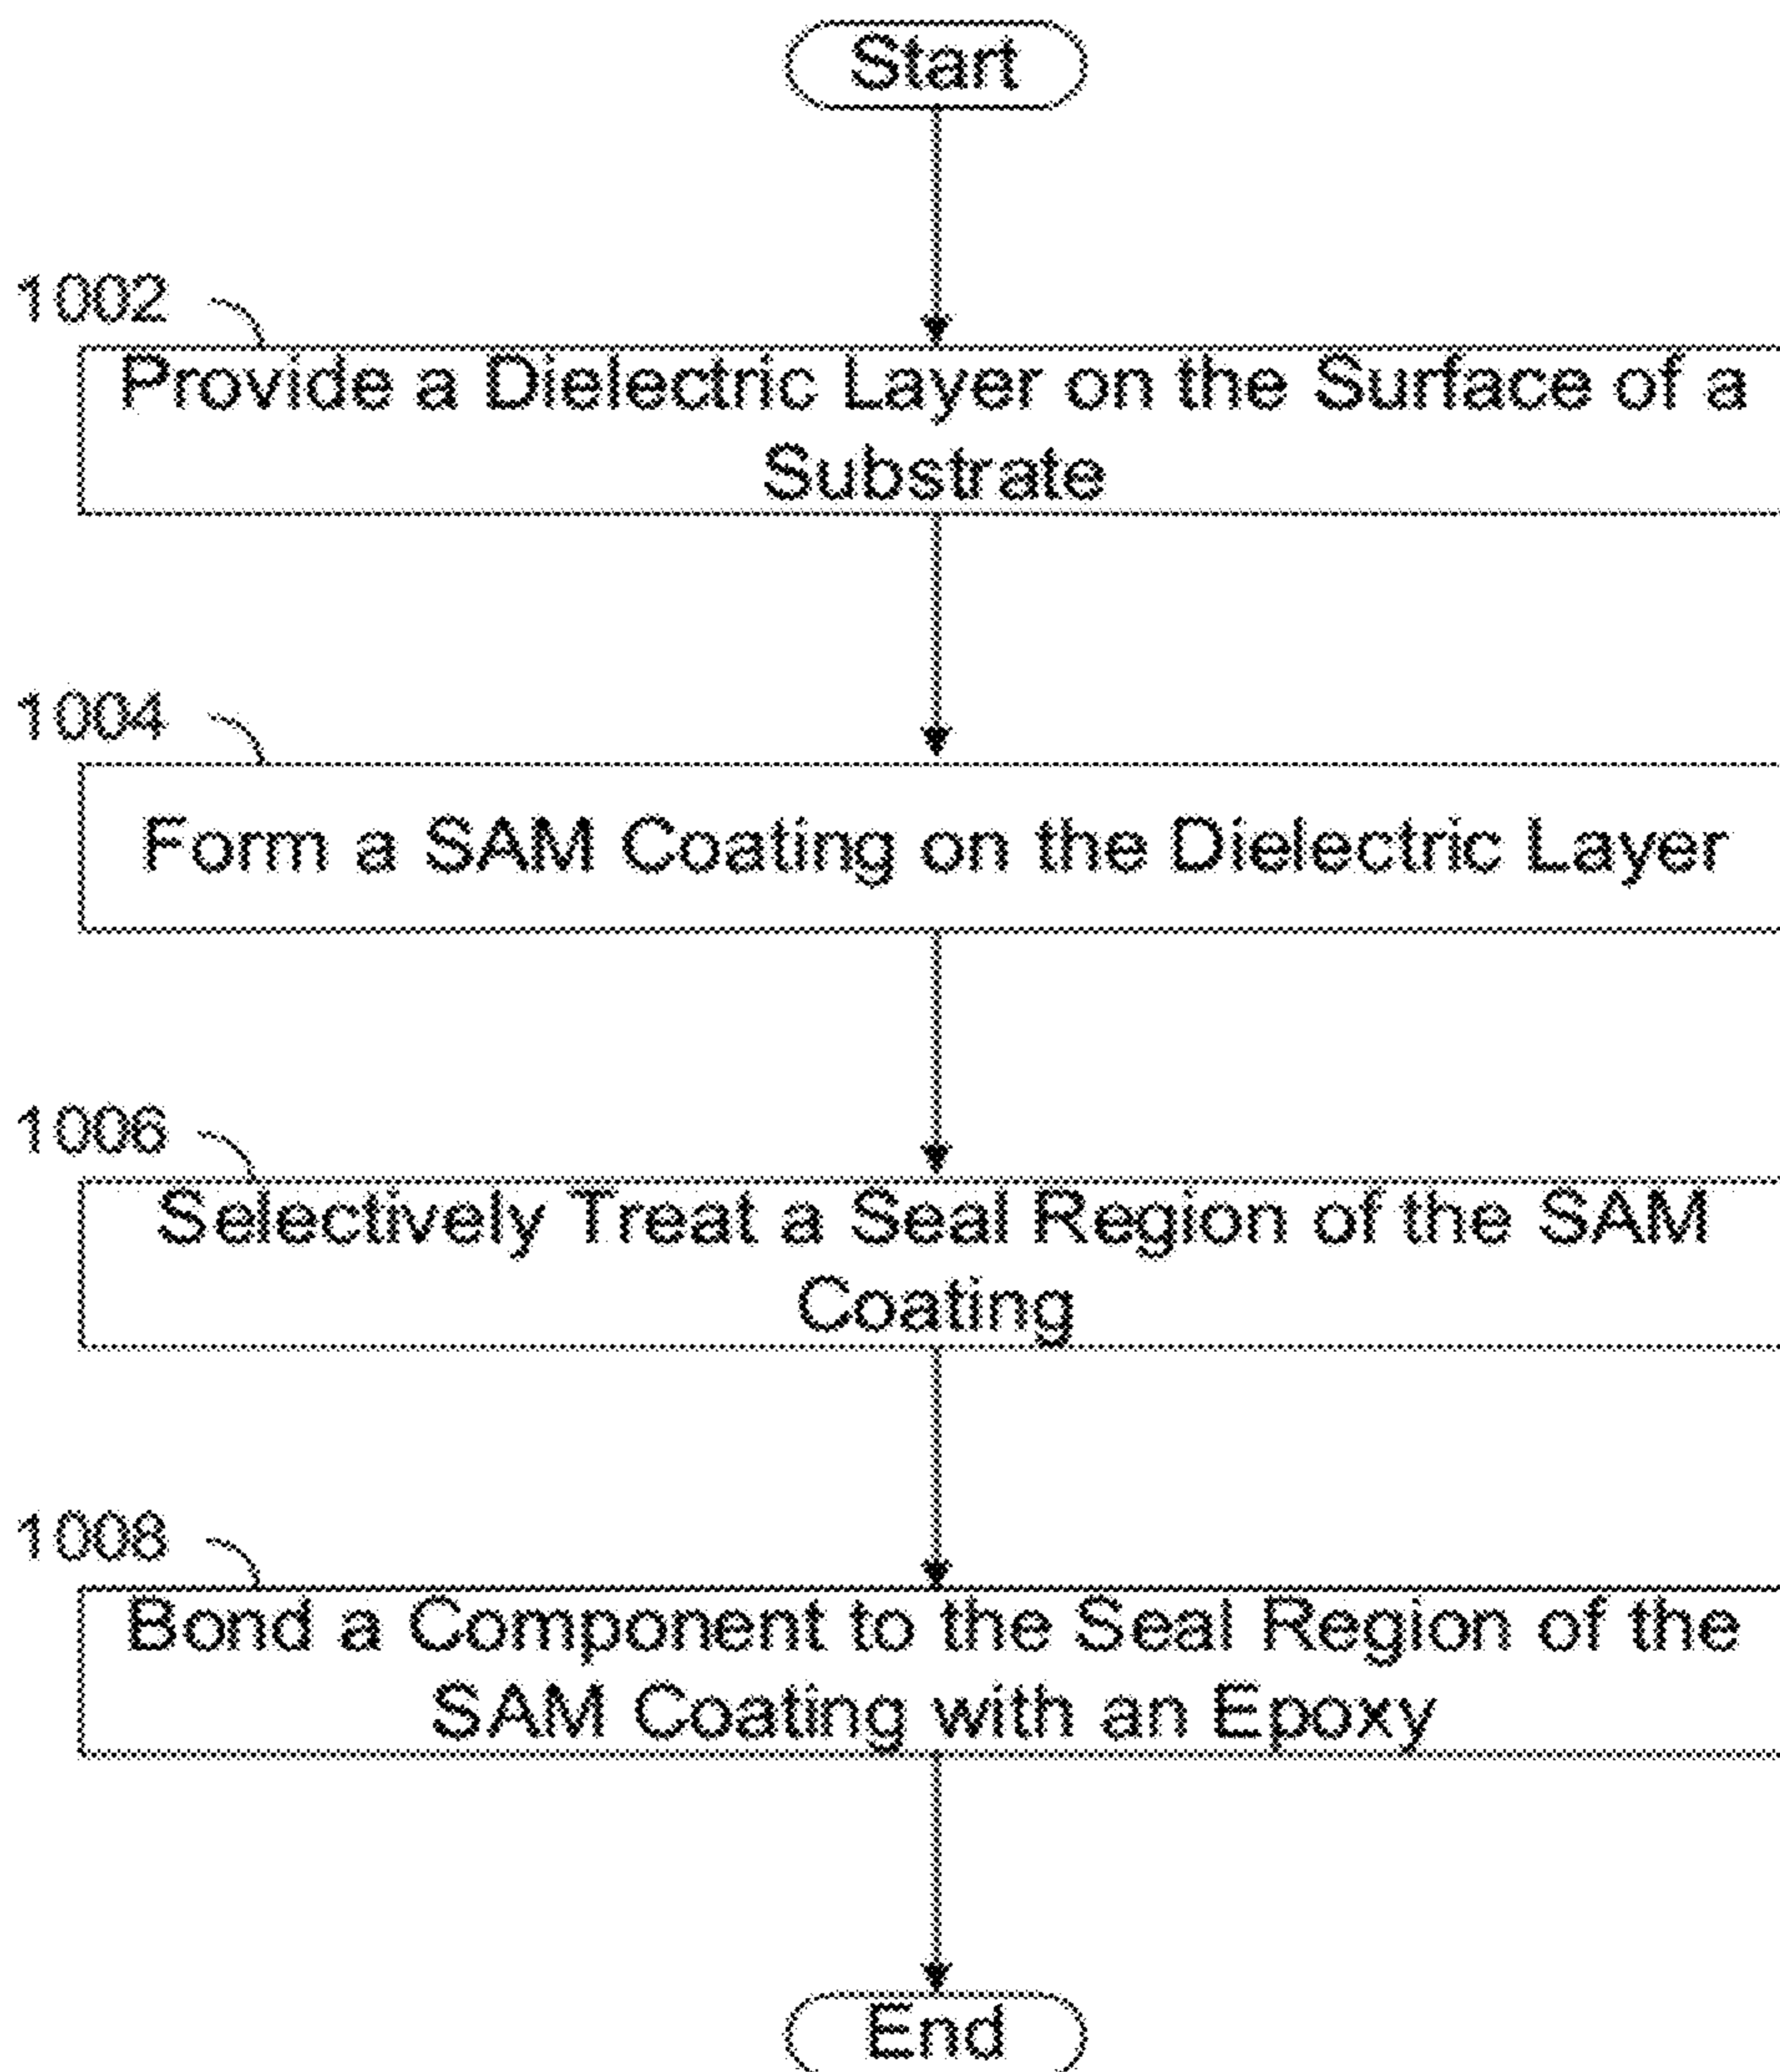 Start
1002
Provide a Dielectric Layer on the Surface of a
Substrate
1004
Form a SAM Coating on the Dielectric Layer
1006
Selectively Treat a Seal Region of the SAM
Coating
1008
Bond a Component to the Seal Region of the
SAM Coating with an Epoxy
End